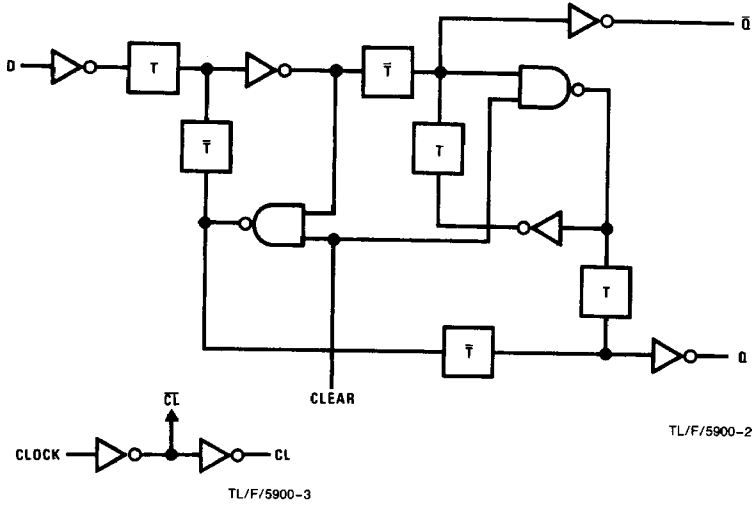 Q̄
D
T
T̄
T̄
T
T
T̄
Q
CLEAR
C̄L̄
CLOCK
CL
TL/F/5900-2
TL/F/5900-3